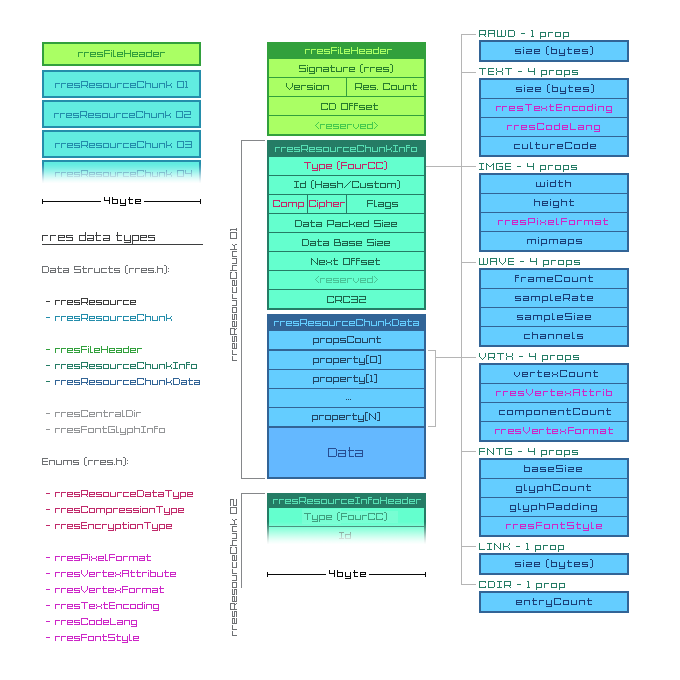 rresFileHeader
rresResourceChunk 01
rresResourceChunk 02
rresResourceChunk 03
rresResourceChunk 04
4byte
rres data types
Data Structs (rres.h):
- rresResource
- rresResourceChunk
- rresFileHeader
- rresResourceChunkInfo
- rresResourceChunkData
- rresCentralDir
- rresFontGlyphInfo
Enums (rres.h):
- rresResourceDataType
- rresCompressionType
- rresEncryptionType
- rresPixelFormat
- rresVertexAttribute
- rresVertexFormat
- rresTextEncoding
- rresCodeLang
- rresFontStyle
rresFileHeader
Signature (rres)
Version Res. Count
CD Offset
<reserved>
rresResourceChunk 01
rresResourceChunkInfo
Type (FourCC)
Id (Hash/Custom)
Comp Cipher Flags
Data Packed Size
Data Base Size
Next Offset
<reserved>
CRC32
rresResourceChunkData
propsCount
property[0]
property[1]
...
property[N]
Data
rresResourceChunk 02
rresResourceInfoHeader
Type (FourCC)
Id
4byte
RAWD - 1 prop
size (bytes)
TEXT - 4 props
size (bytes)
rresTextEncoding
rresCodeLang
cultureCode
IMGE - 4 props
width
height
rresPixelFormat
mipmaps
WAVE - 4 props
frameCount
sampleRate
sampleSize
channels
VRTX - 4 props
vertexCount
rresVertexAttrib
componentCount
rresVertexFormat
FNTG - 4 props
baseSize
glyphCount
glyphPadding
rresFontStyle
LINK - 1 prop
size (bytes)
CDIR - 1 prop
entryCount